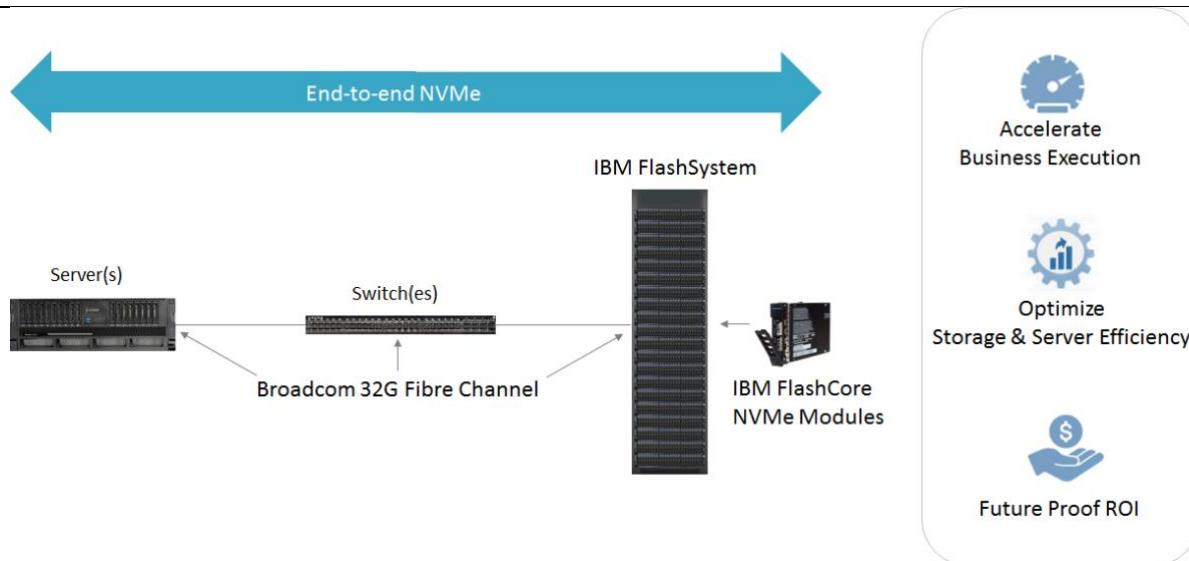 End-to-end NVMe
IBM FlashSystem
Server(s)
Switch(es)
Broadcom 32G Fibre Channel
IBM FlashCore
NVMe Modules
Accelerate
Business Execution
Optimize
Storage & Server Efficiency
$
Future Proof ROI